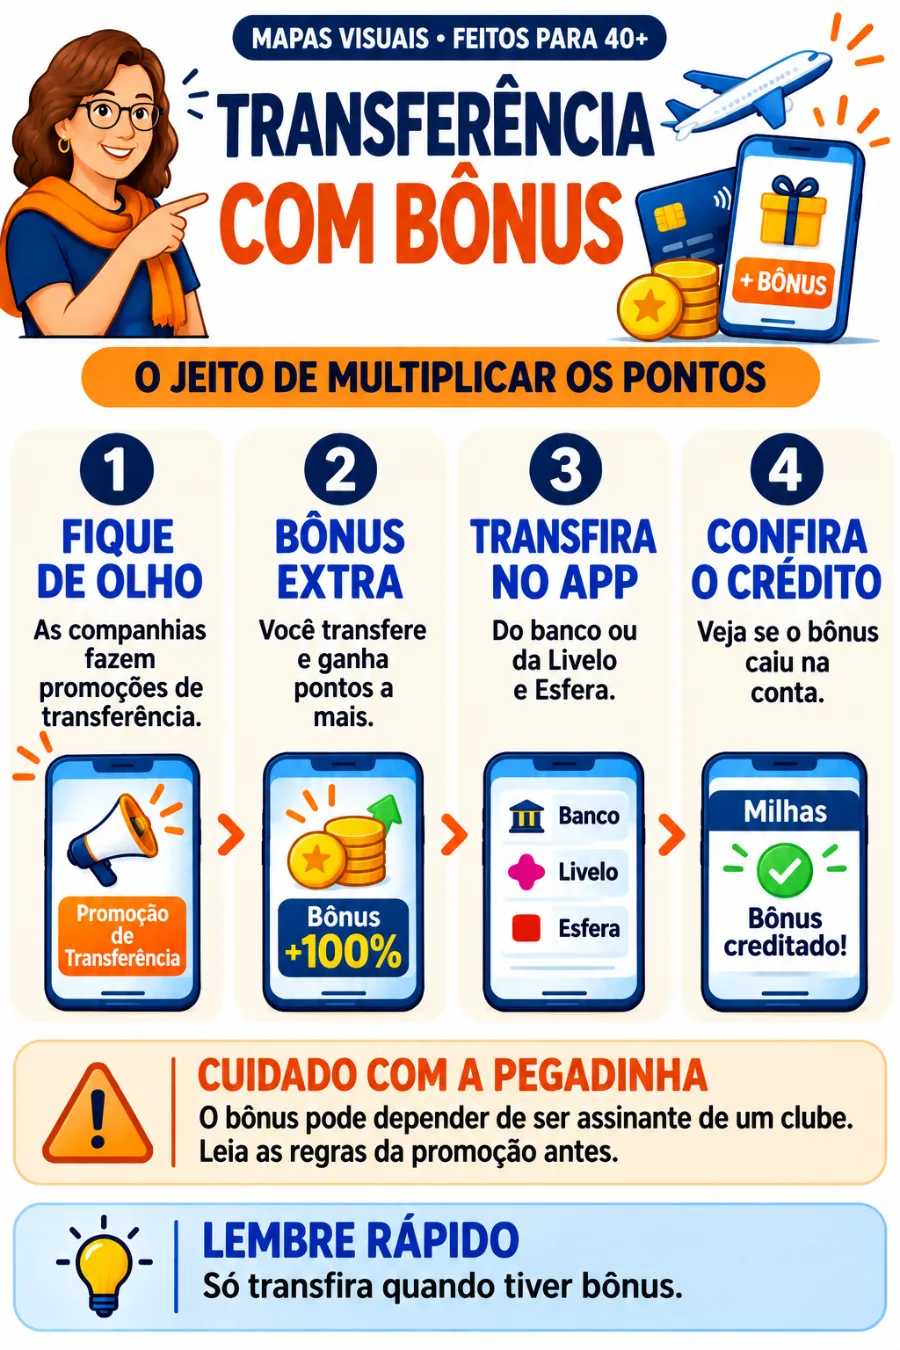 MAPAS VISUAIS • FEITOS PARA 40+
TRANSFERÊNCIA
COM BÔNUS
+ BÔNUS
O JEITO DE MULTIPLICAR OS PONTOS
1
FIQUE
DE OLHO
As companhias
fazem
promoções de
transferência.
Promoção
de
Transferência
2
BÔNUS
EXTRA
Você transfere
e ganha
pontos a
mais.
Bônus
+100%
3
TRANSFIRA
NO APP
Do banco ou
da Livelo
e Esfera.
Banco
Livelo
Esfera
4
CONFIRA
O CRÉDITO
Veja se o bônus
caiu na
conta.
Milhas
Bônus
creditado!
CUIDADO COM A PEGADINHA
O bônus pode depender de ser assinante de um clube.
Leia as regras da promoção antes.
LEMBRE RÁPIDO
Só transfira quando tiver bônus.